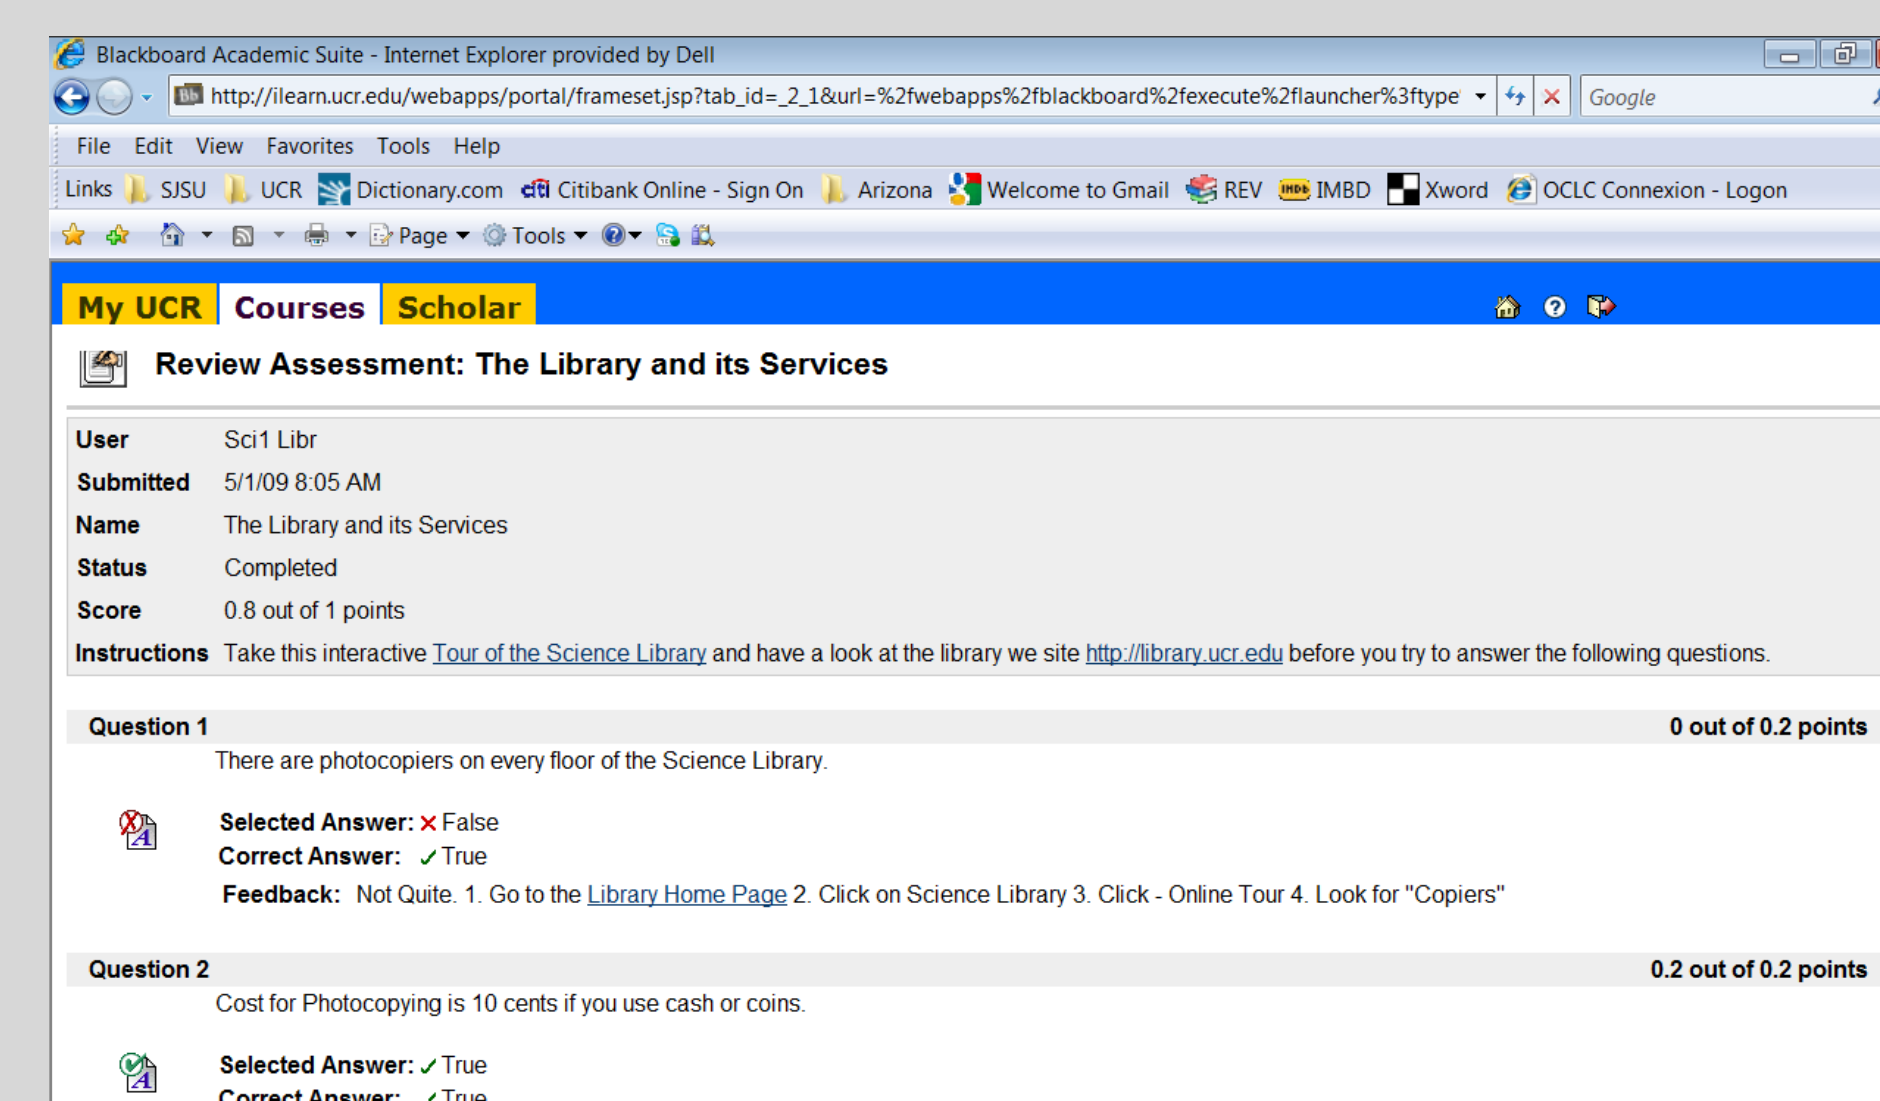 Blackboard Academic Suite - Internet Explorer provided by Dell
http://ilearn.ucr.edu/webapps/portal/frameset.jsp?tab_id=_2_1&url=%2fwebapps%2fblackboard%2fexecute%2flauncher%3ftype Google
File Edit View Favorites Tools Help
Links SJSU UCR Dictionary.com citi Citibank Online - Sign On Arizona Welcome to Gmail REV IMDb IMBD Xword OCLC Connexion - Logon
Page Tools
My UCR Courses Scholar
Review Assessment: The Library and its Services
User Sci1 Libr
Submitted 5/1/09 8:05 AM
Name The Library and its Services
Status Completed
Score 0.8 out of 1 points
Instructions Take this interactive Tour of the Science Library and have a look at the library we site http://library.ucr.edu before you try to answer the following questions.
Question 1 0 out of 0.2 points
There are photocopiers on every floor of the Science Library.
Selected Answer: False
Correct Answer: True
Feedback: Not Quite. 1. Go to the Library Home Page 2. Click on Science Library 3. Click - Online Tour 4. Look for "Copiers"
Question 2 0.2 out of 0.2 points
Cost for Photocopying is 10 cents if you use cash or coins.
Selected Answer: True
Correct Answer: True